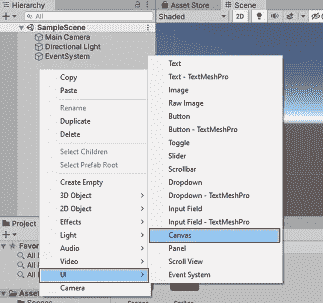 Hierarchy
All
SampleScene
Main Camera
Directional Light
EventSystem
Copy
Paste
Rename
Duplicate
Delete
Select Children
Select Prefab Root
Create Empty
3D Object
2D Object
Effects
Light
Audio
Video
UI
Camera
Asset Store
Scene
Shaded
2D
Text
Text - TextMeshPro
Image
Raw Image
Button
Button - TextMeshPro
Toggle
Slider
Scrollbar
Dropdown
Dropdown - TextMeshPro
Input Field
Input Field - TextMeshPro
Canvas
Panel
Scroll View
Event System
Project
Favo
All
All
All
Assets